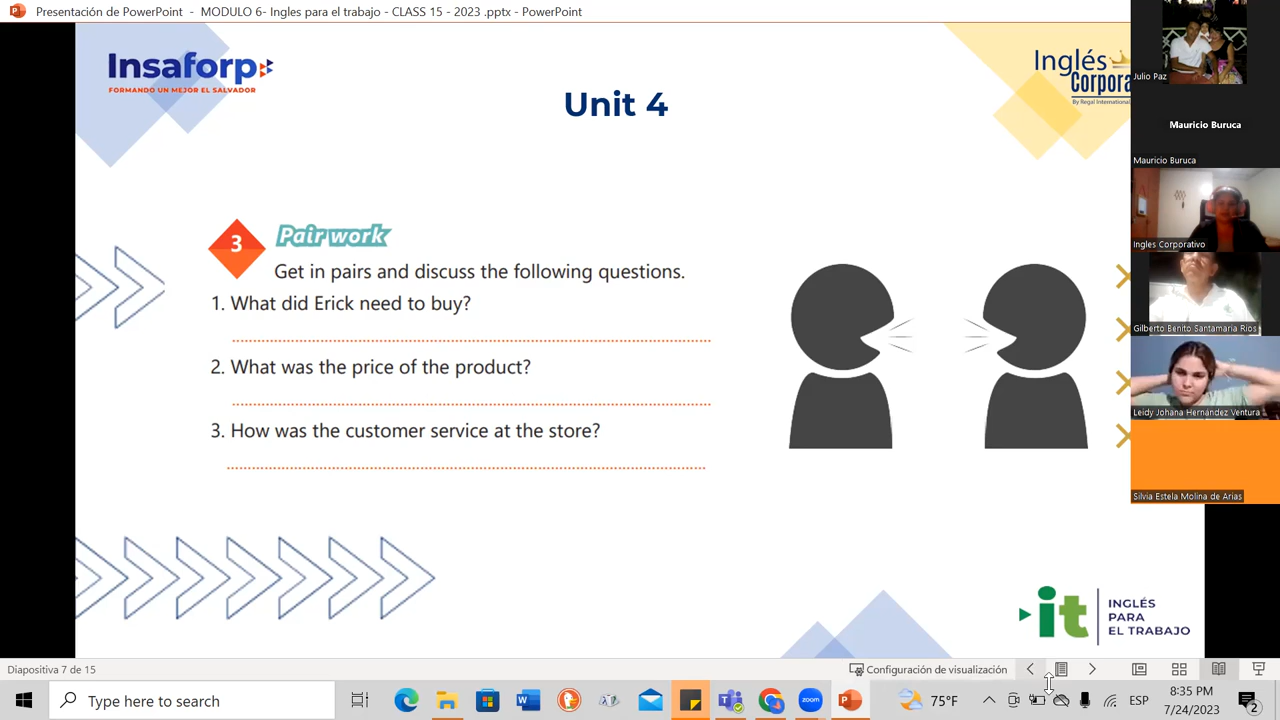 Presentación de PowerPoint - MODULO 6- Ingles para el trabajo - CLASS 15 - 2023 .pptx - PowerPoint
Insaforp
FORMANDO UN MEJOR EL SALVADOR
Inglés
Corpora
By Regal International
Unit 4
3
Pair work
Get in pairs and discuss the following questions.
1. What did Erick need to buy?
2. What was the price of the product?
3. How was the customer service at the store?
Julio Paz
Mauricio Buruca
Mauricio Buruca
Ingles Corporativo
Gilberto Benito Santamaria Rios
Leidy Johana Hernández Ventura
Silvia Estela Molina de Arias
it
INGLÉS
PARA
EL TRABAJO
Diapositiva 7 de 15
Configuración de visualización
Type here to search
zoom
75°F
ESP
8:35 PM
7/24/2023
2